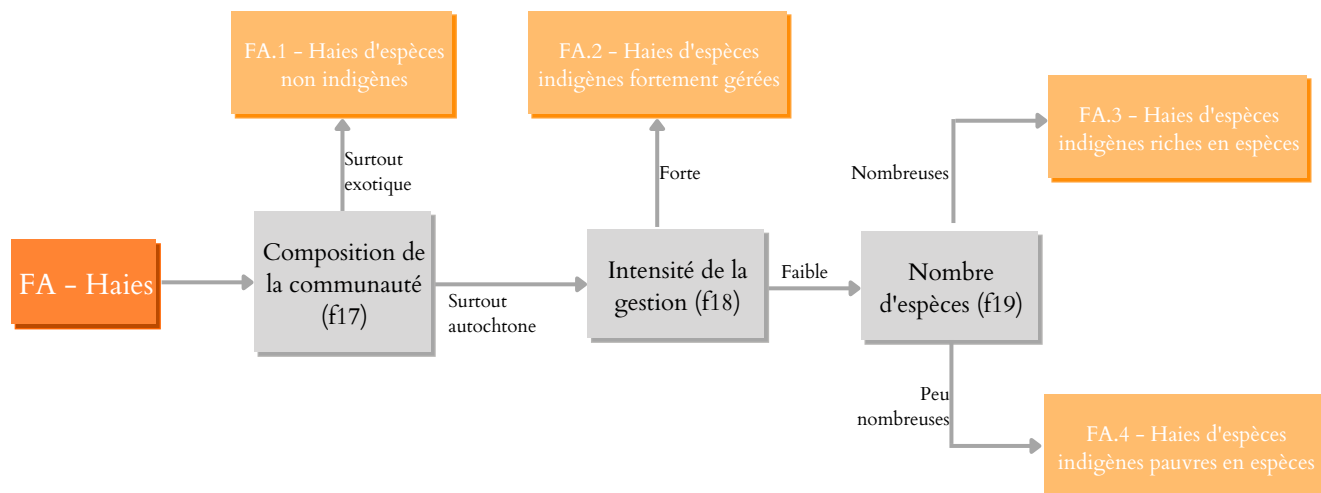 FA.1 - Haies d'espèces
non indigènes
FA.2 - Haies d'espèces
indigènes fortement gérées
FA.3 - Haies d'espèces
indigènes riches en espèces
Surtout
exotique
Forte
Nombreuses
FA - Haies
Composition de
la communauté
(f17)
Surtout
autochtone
Intensité de la
gestion (f18)
Faible
Nombre
d'espèces (f19)
Peu
nombreuses
FA.4 - Haies d'espèces
indigènes pauvres en espèces